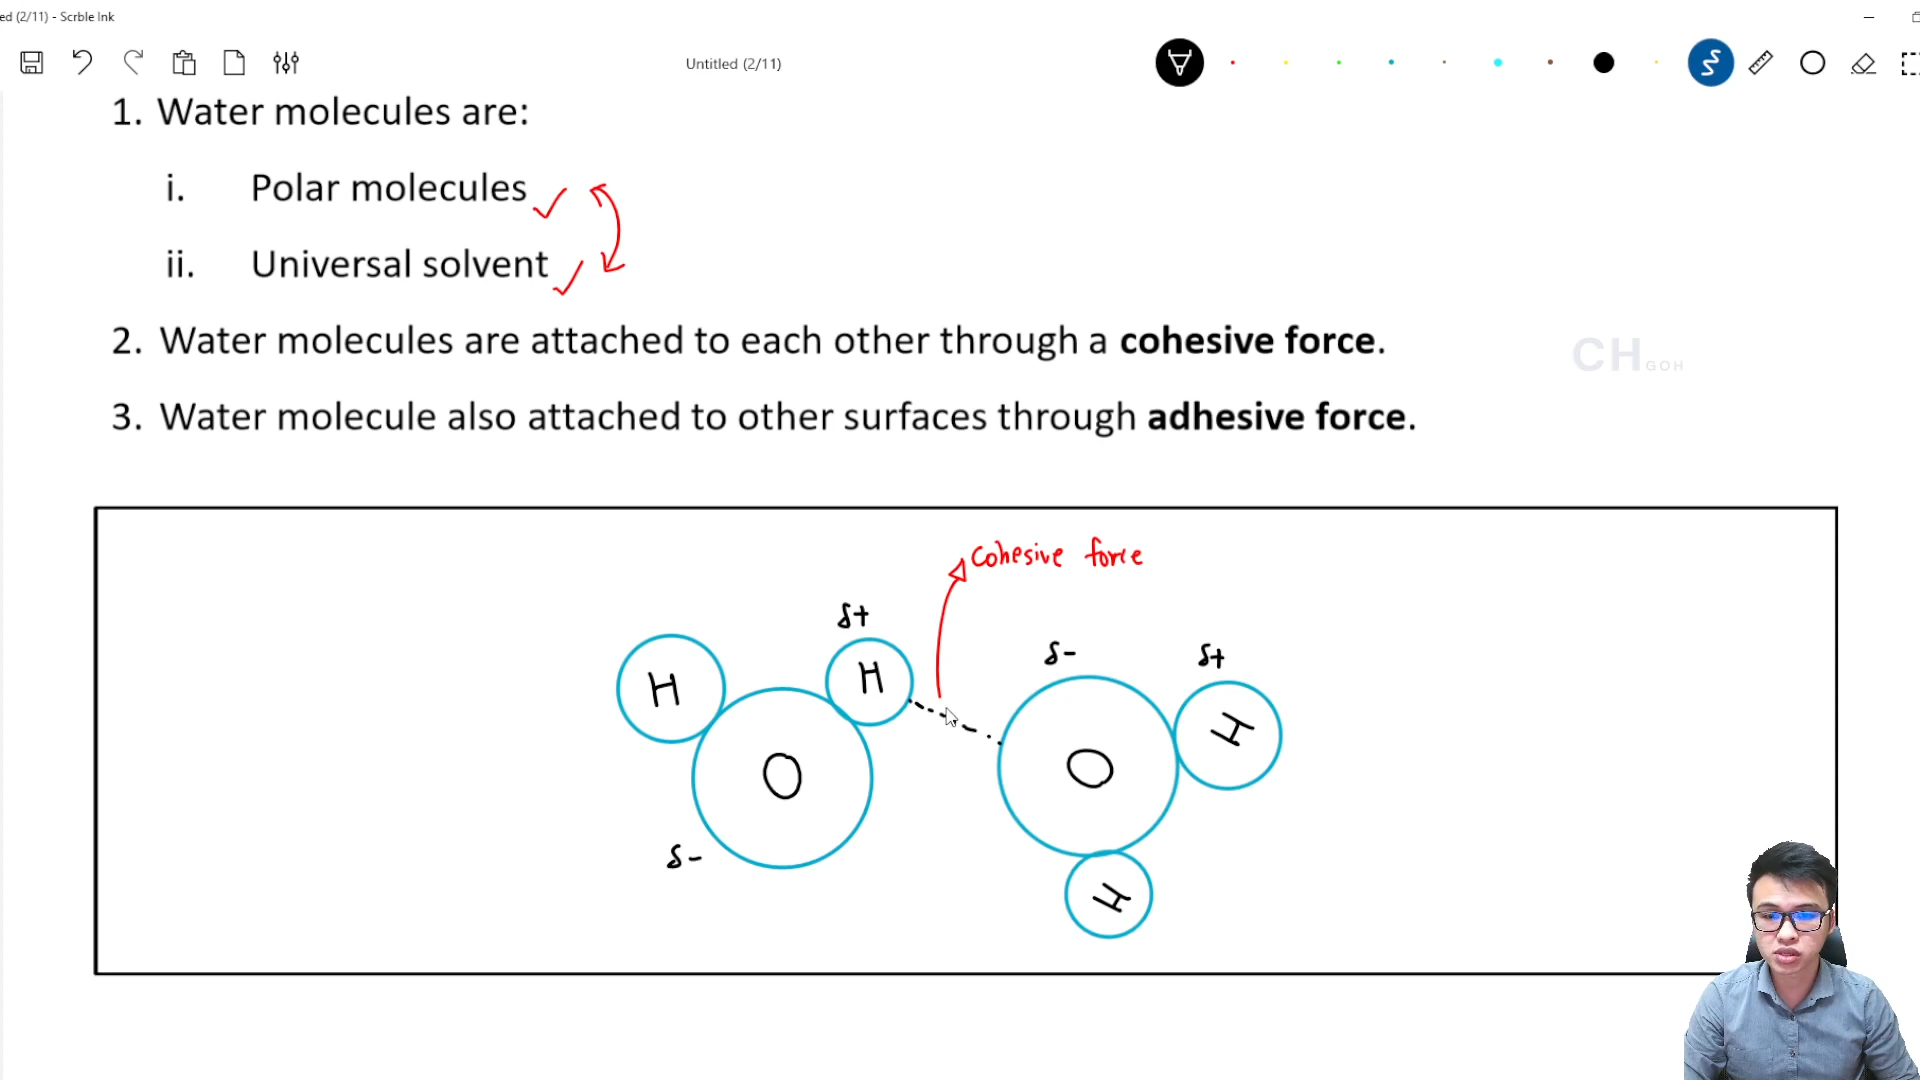 ed (2/11) - Scrble Ink
Untitled (2/11)
1. Water molecules are:
i. Polar molecules
ii. Universal solvent
2. Water molecules are attached to each other through a cohesive force.
CH GOH
3. Water molecule also attached to other surfaces through adhesive force.
Cohesive force
δ+
δ-
δ+
H
H
H
O
O
δ-
H